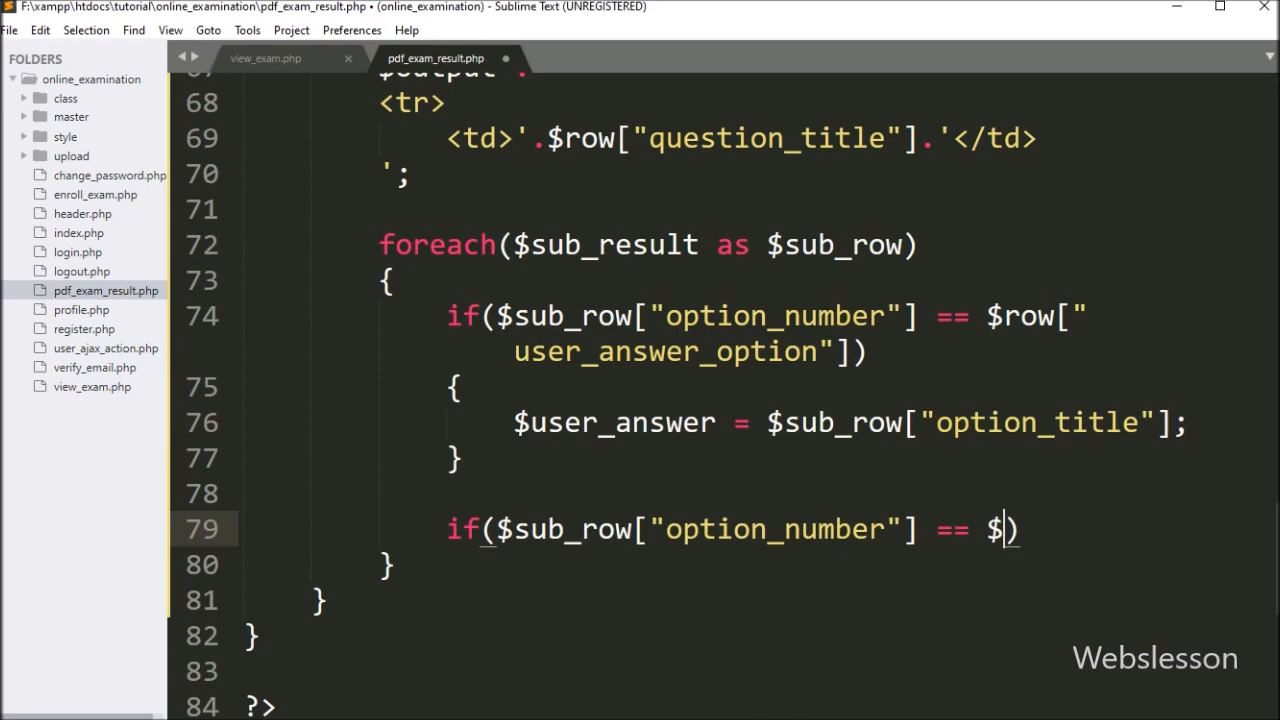 F:\xampp\htdocs\tutorial\online_examination\pdf_exam_result.php • (online_examination) - Sublime Text (UNREGISTERED)
File Edit Selection Find View Goto Tools Project Preferences Help
FOLDERS
online_examination
class
master
style
upload
change_password.php
enroll_exam.php
header.php
index.php
login.php
logout.php
pdf_exam_result.php
profile.php
register.php
user_ajax_action.php
verify_email.php
view_exam.php
view_exam.php × pdf_exam_result.php
67 $output .
68 <tr>
69 <td>'.$row["question_title"].'</td>
70 ';
71
72 foreach($sub_result as $sub_row)
73 {
74 if($sub_row["option_number"] == $row["
user_answer_option"])
75 {
76 $user_answer = $sub_row["option_title"];
77 }
78
79 if($sub_row["option_number"] == $)
80 }
81 }
82 }
83
84 ?>
Webslesson